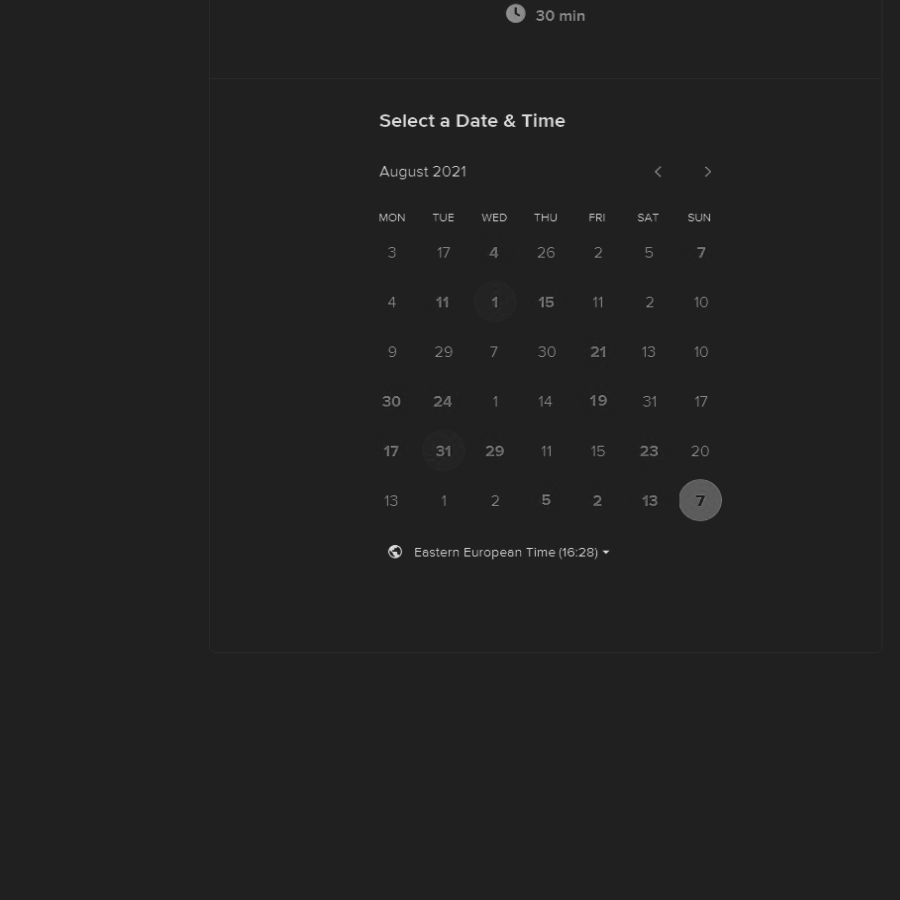 30 min
Select a Date & Time
August 2021
MON TUE WED THU FRI SAT SUN
3 17 4 26 2 5 7
4 11 1 15 11 2 10
9 29 7 30 21 13 10
30 24 1 14 19 31 17
17 31 29 11 15 23 20
13 1 2 5 2 13 7
Eastern European Time (16:28)